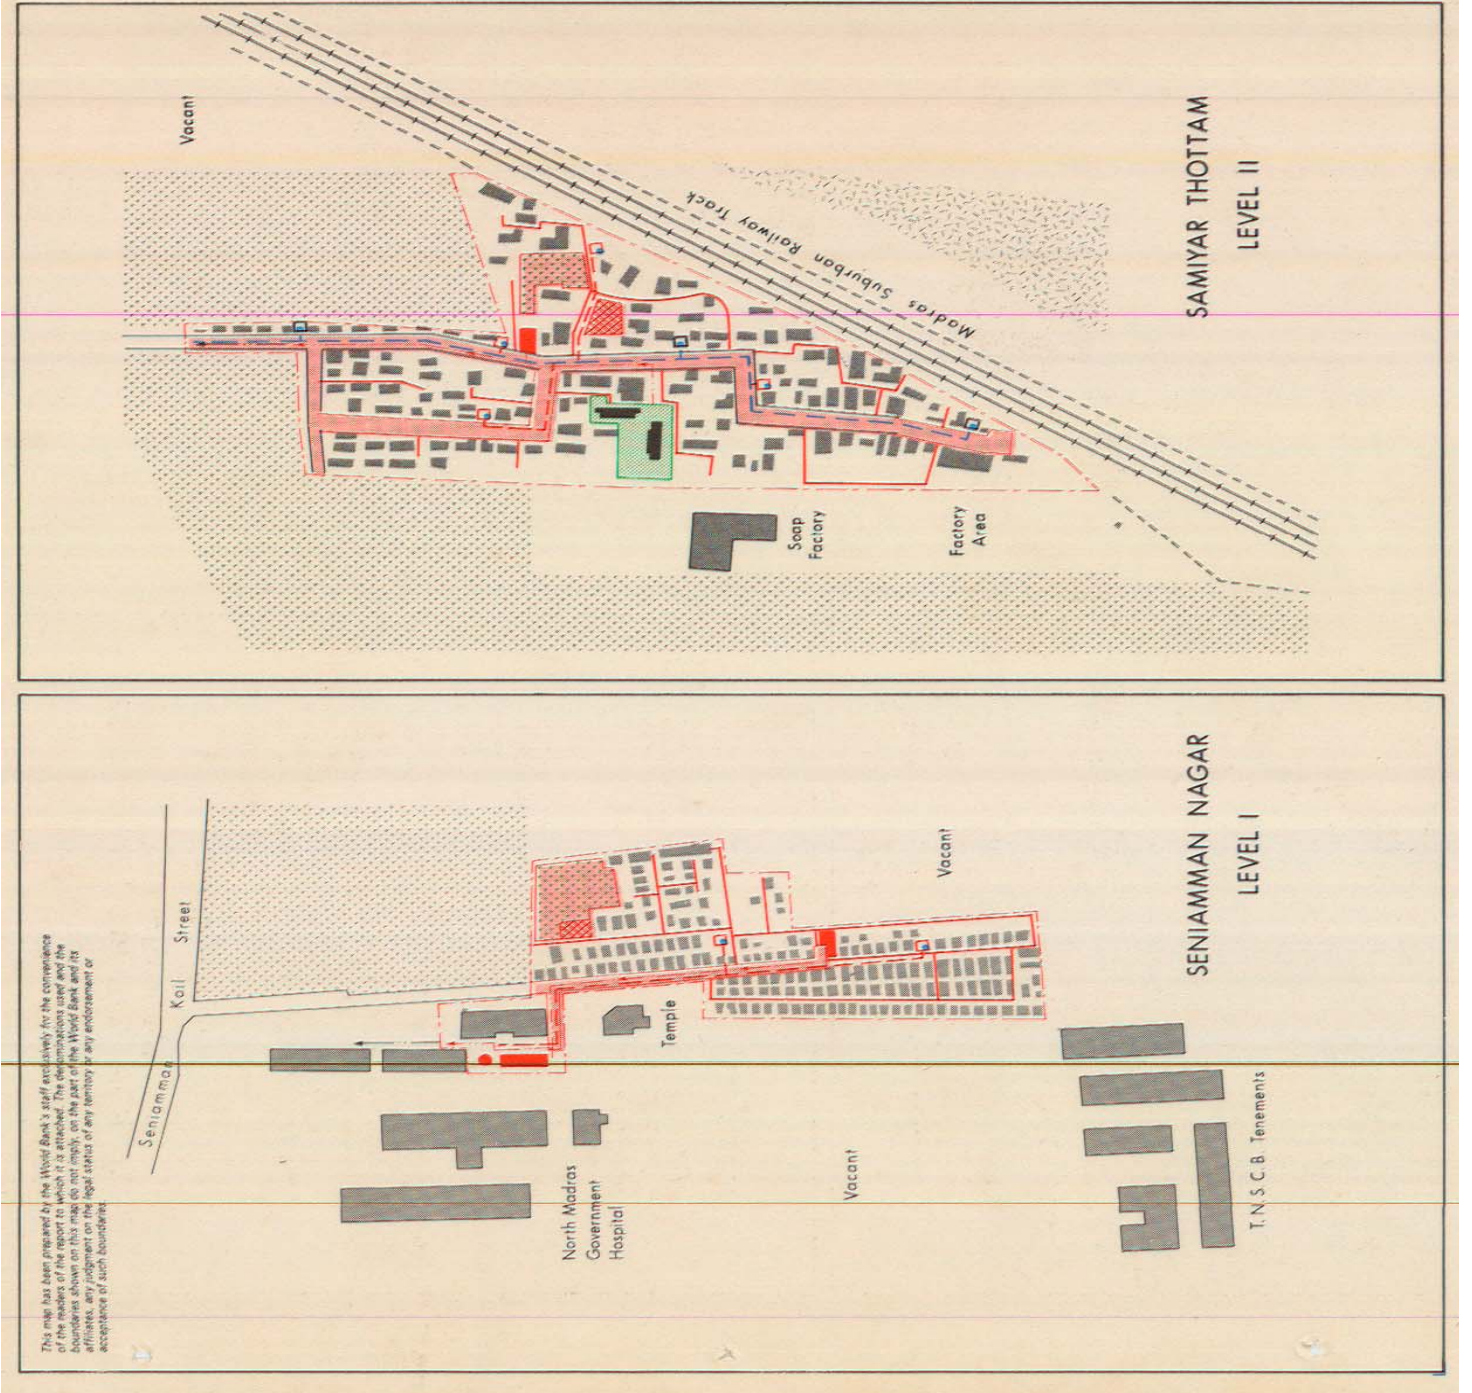 Vacant
Madras Suburban Railway Track
SAMIYAR THOTTAM
LEVEL II
Soap
Factory
Factory
Area
SENIAMMAN NAGAR
LEVEL I
Vacant
Seniamman Koil Street
Temple
North Madras
Government
Hospital
Vacant
T. N. S. C. B. Tenements
This map has been prepared by the World Bank's staff exclusively for the convenience
of the readers of the report to which it is attached. The denominations used and the
boundaries shown on this map do not imply, on the part of the World Bank and its
affiliates, any judgment on the legal status of any territory or any endorsement or
acceptance of such boundaries.